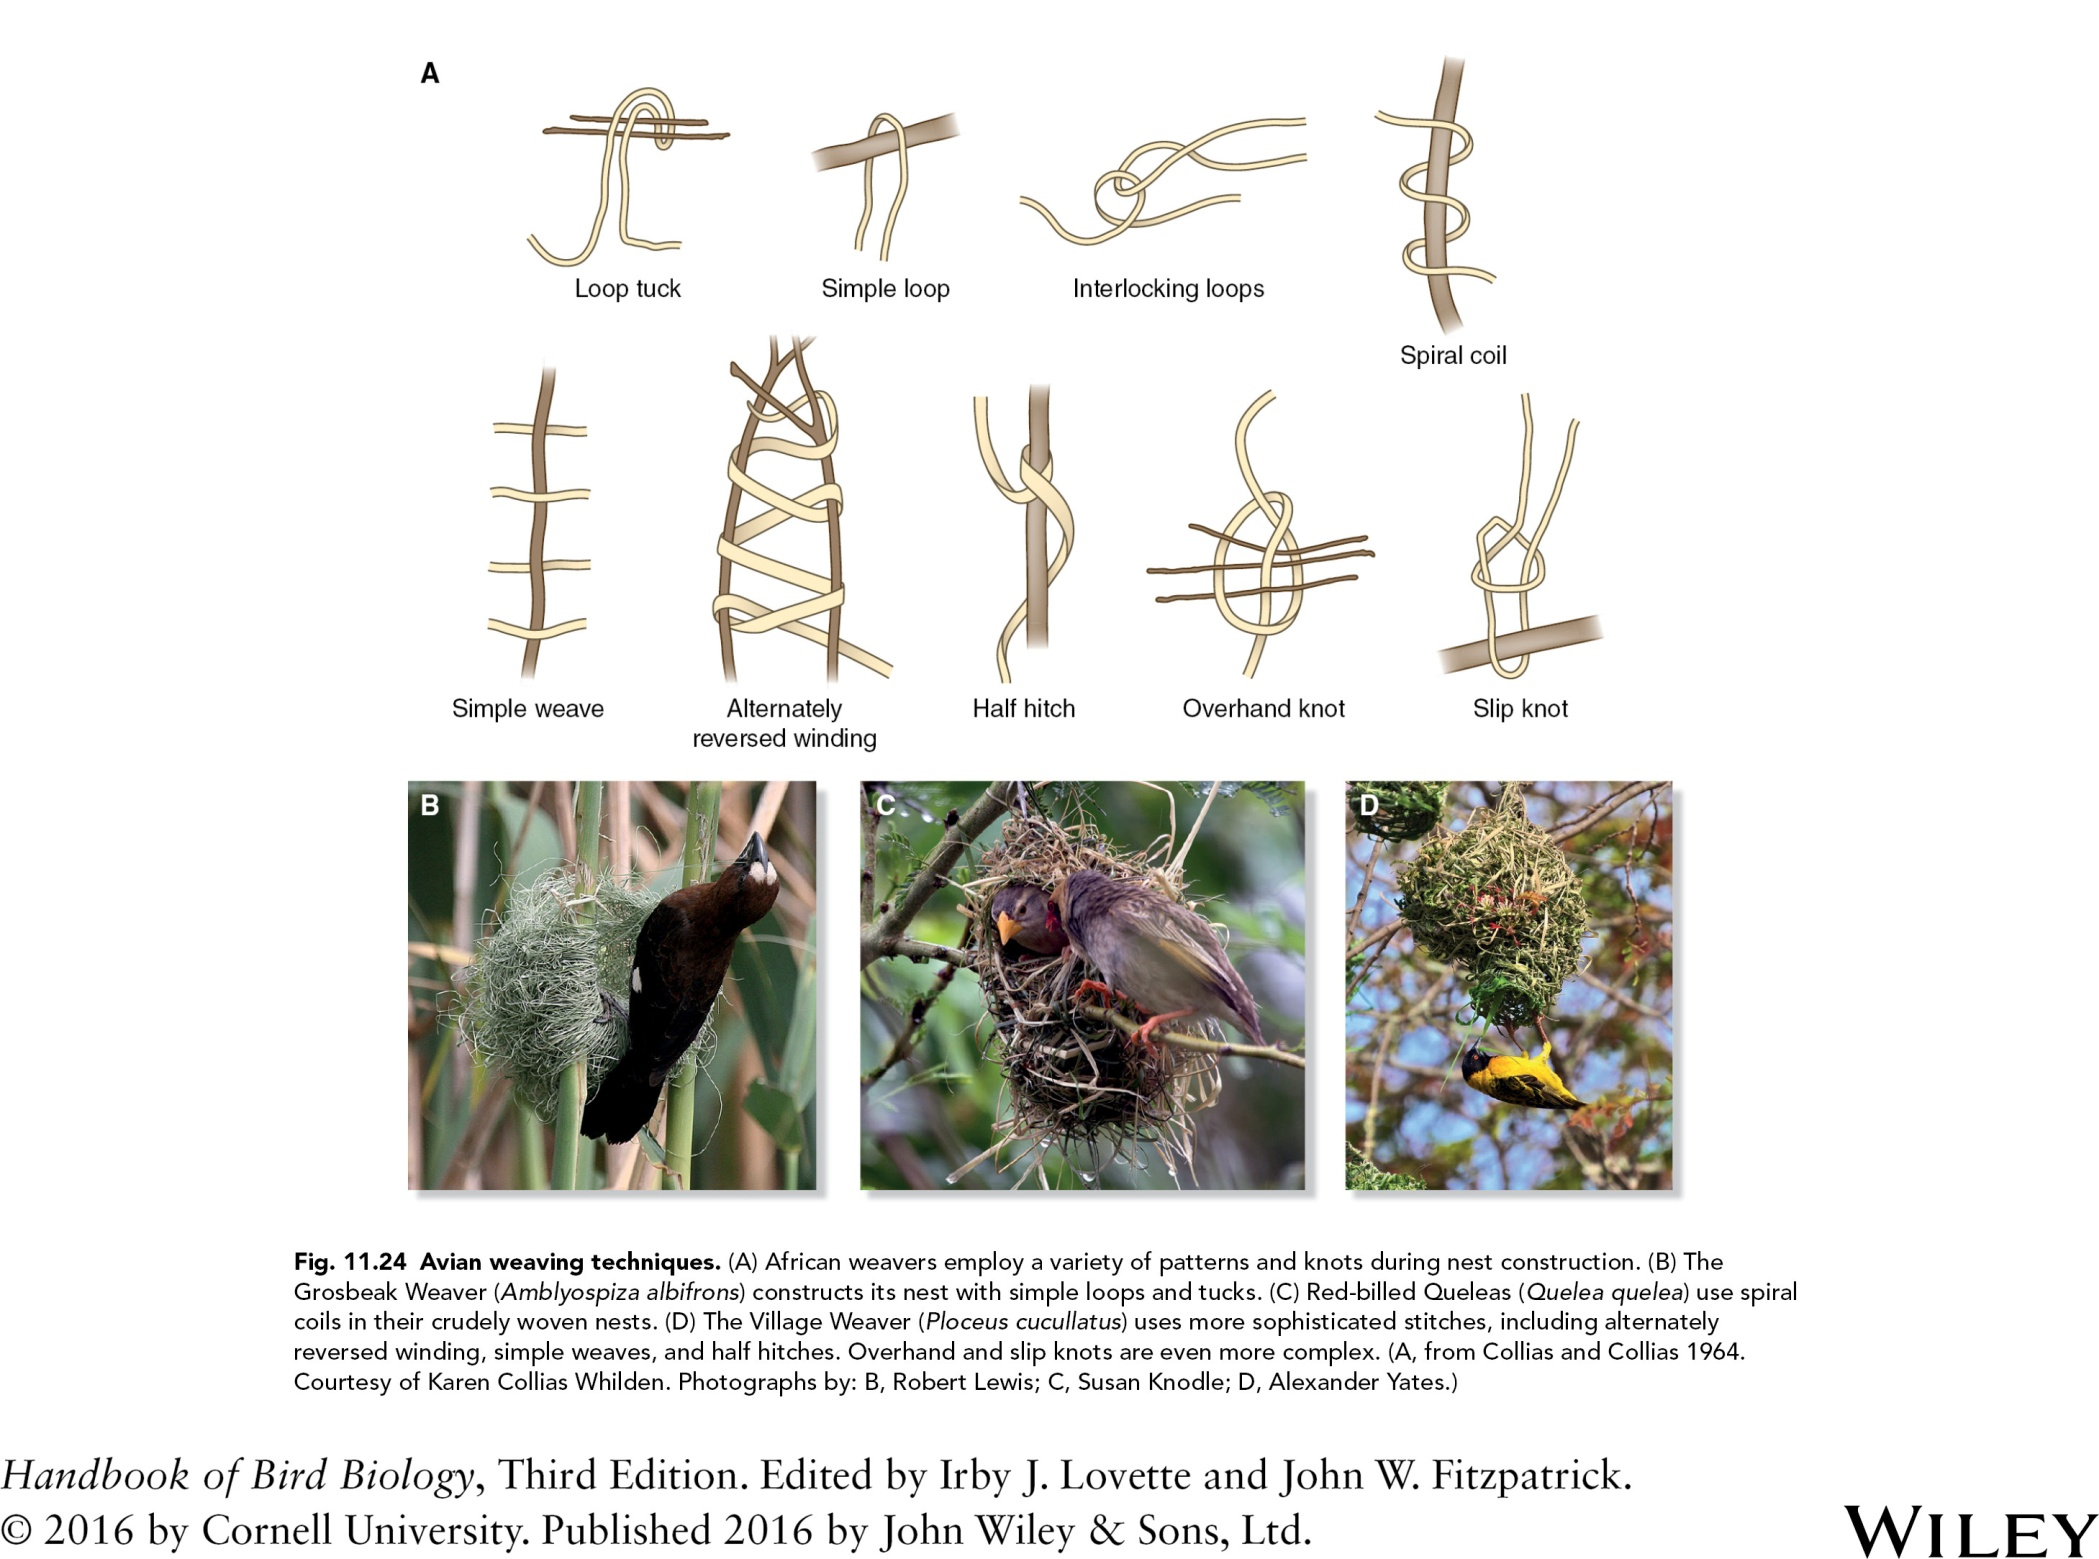 A
Loop tuck
Simple loop
Interlocking loops
Spiral coil
Simple weave
Alternately
reversed winding
Half hitch
Overhand knot
Slip knot
B
C
D
Fig. 11.24 Avian weaving techniques. (A) African weavers employ a variety of patterns and knots during nest construction. (B) The
Grosbeak Weaver (Amblyospiza albifrons) constructs its nest with simple loops and tucks. (C) Red-billed Queleas (Quelea quelea) use spiral
coils in their crudely woven nests. (D) The Village Weaver (Ploceus cucullatus) uses more sophisticated stitches, including alternately
reversed winding, simple weaves, and half hitches. Overhand and slip knots are even more complex. (A, from Collias and Collias 1964.
Courtesy of Karen Collias Whilden. Photographs by: B, Robert Lewis; C, Susan Knodle; D, Alexander Yates.)
Handbook of Bird Biology, Third Edition. Edited by Irby J. Lovette and John W. Fitzpatrick.
© 2016 by Cornell University. Published 2016 by John Wiley & Sons, Ltd.
WILEY